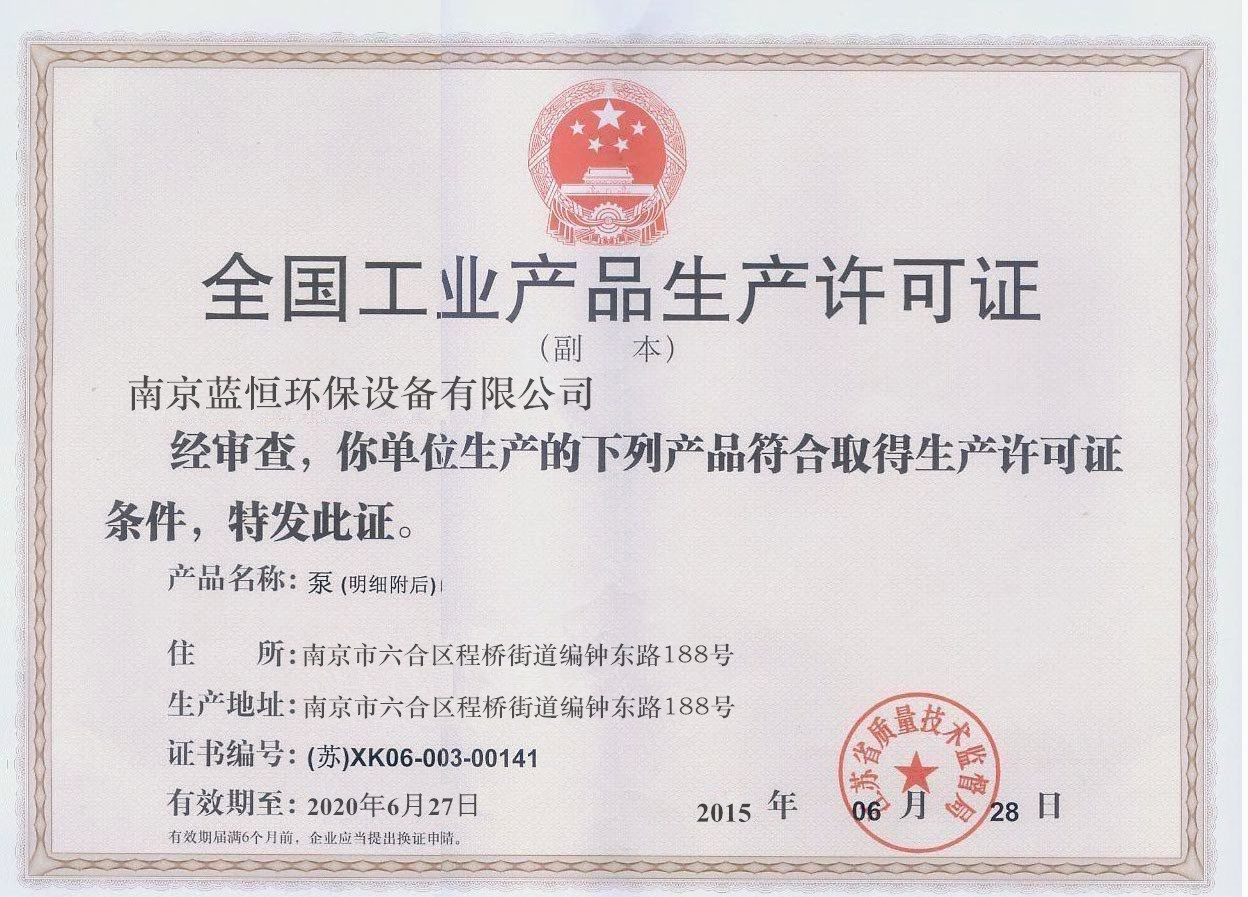 全国工业产品生产许可证
（副 本）
南京蓝恒环保设备有限公司
经审查，你单位生产的下列产品符合取得生产许可证
条件，特发此证。
产品名称：泵 (明细附后)
住 所：南京市六合区程桥街道编钟东路188号
生产地址：南京市六合区程桥街道编钟东路188号
证书编号：(苏)XK06-003-00141
有效期至：2020年6月27日
有效期届满6个月前，企业应当提出换证申请。
江苏省质量技术监督局
2015 年 06 月 28 日